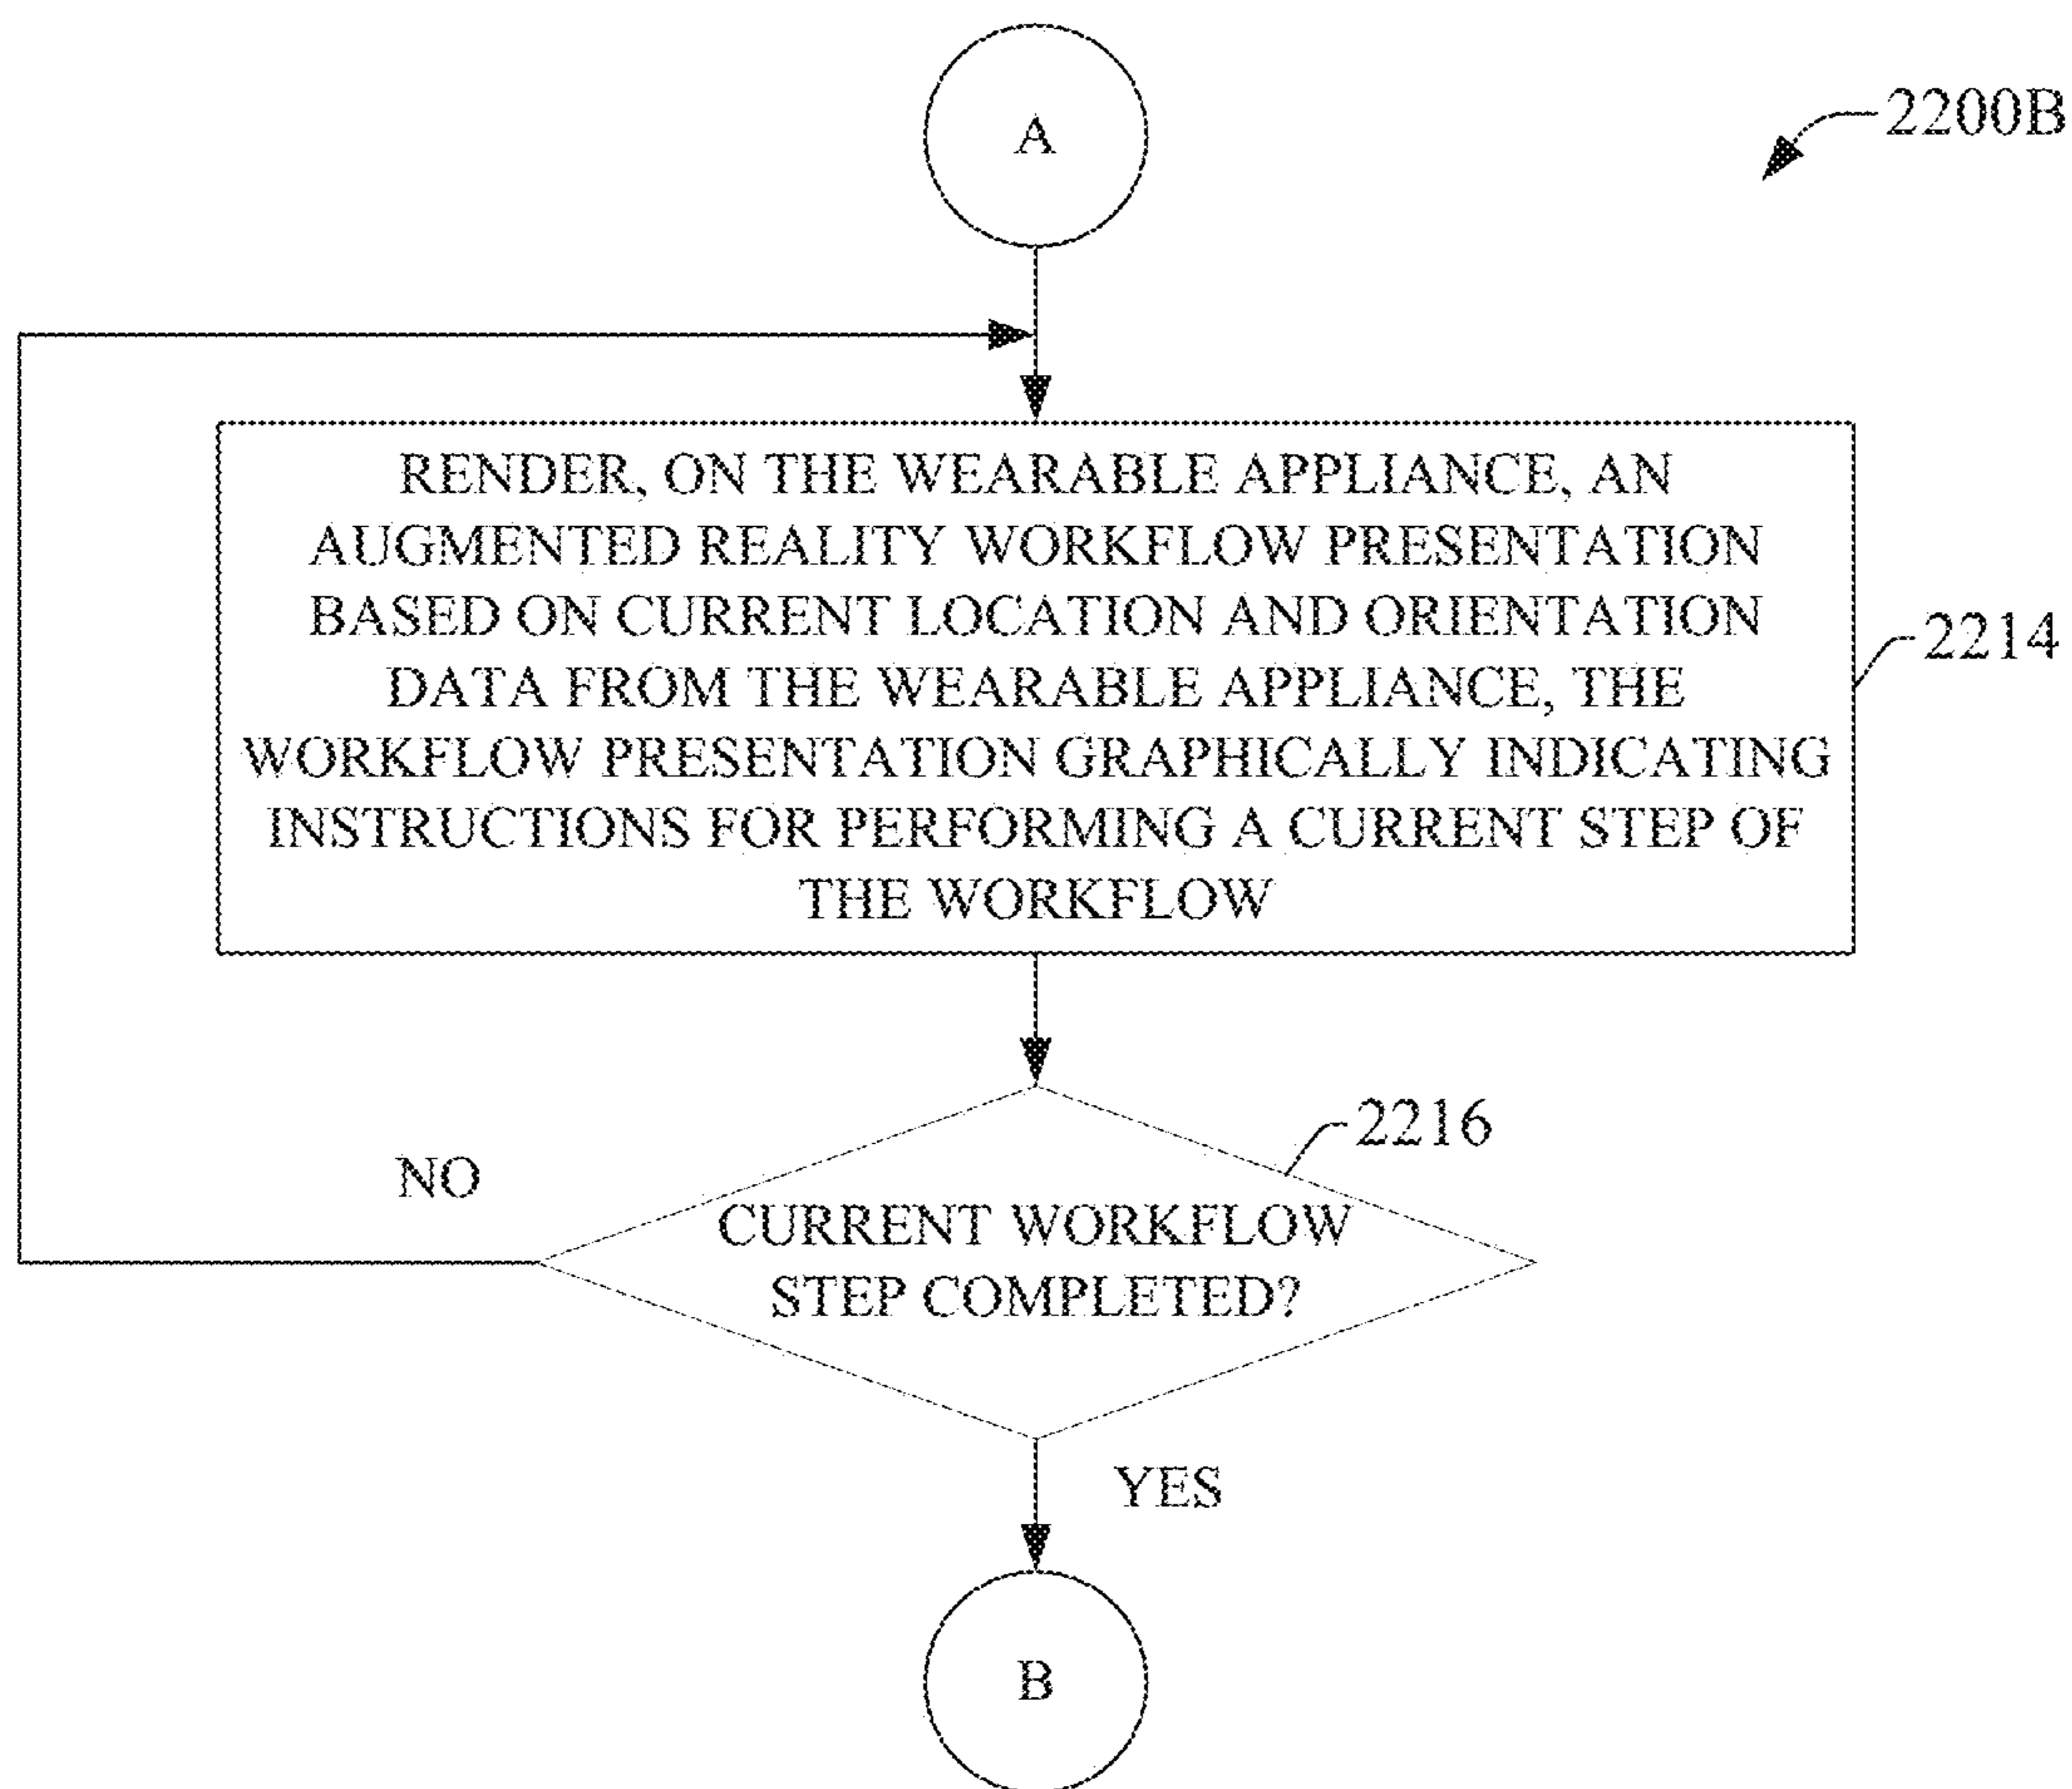 A
2200B
RENDER, ON THE WEARABLE APPLIANCE, AN
AUGMENTED REALITY WORKFLOW PRESENTATION
BASED ON CURRENT LOCATION AND ORIENTATION
DATA FROM THE WEARABLE APPLIANCE, THE
WORKFLOW PRESENTATION GRAPHICALLY INDICATING
INSTRUCTIONS FOR PERFORMING A CURRENT STEP OF
THE WORKFLOW
2214
2216
NO
CURRENT WORKFLOW
STEP COMPLETED?
YES
B